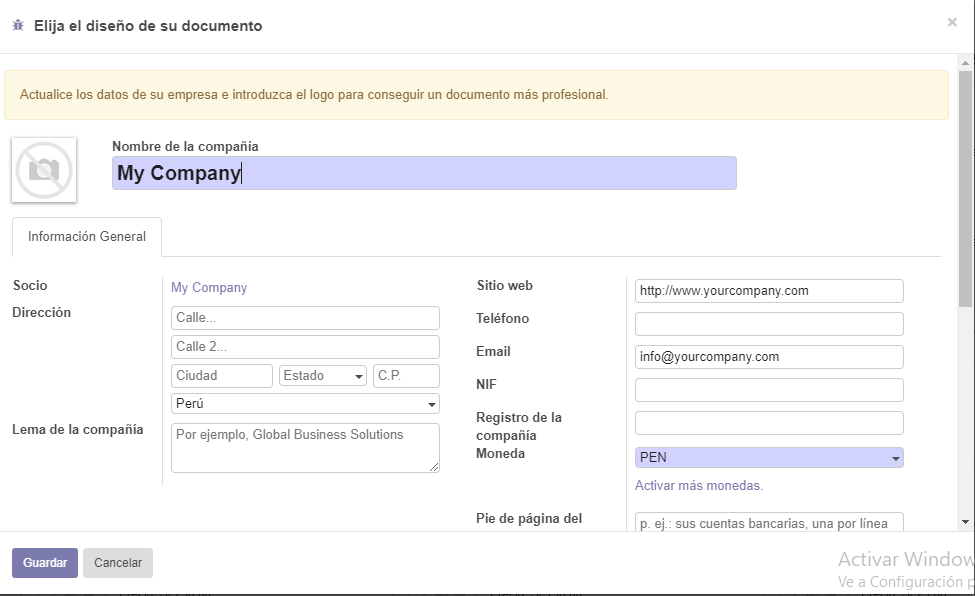 Elija el diseño de su documento
×
Actualice los datos de su empresa e introduzca el logo para conseguir un documento más profesional.
Nombre de la compañía
My Company
Información General
Socio
My Company
Dirección
Calle...
Calle 2...
Ciudad
Estado
C.P.
Perú
Lema de la compañía
Por ejemplo, Global Business Solutions
Sitio web
http://www.yourcompany.com
Teléfono
Email
info@yourcompany.com
NIF
Registro de la
compañía
Moneda
PEN
Activar más monedas.
Pie de página del
p. ej.: sus cuentas bancarias, una por línea
Guardar
Cancelar
Activar Window
Ve a Configuración p